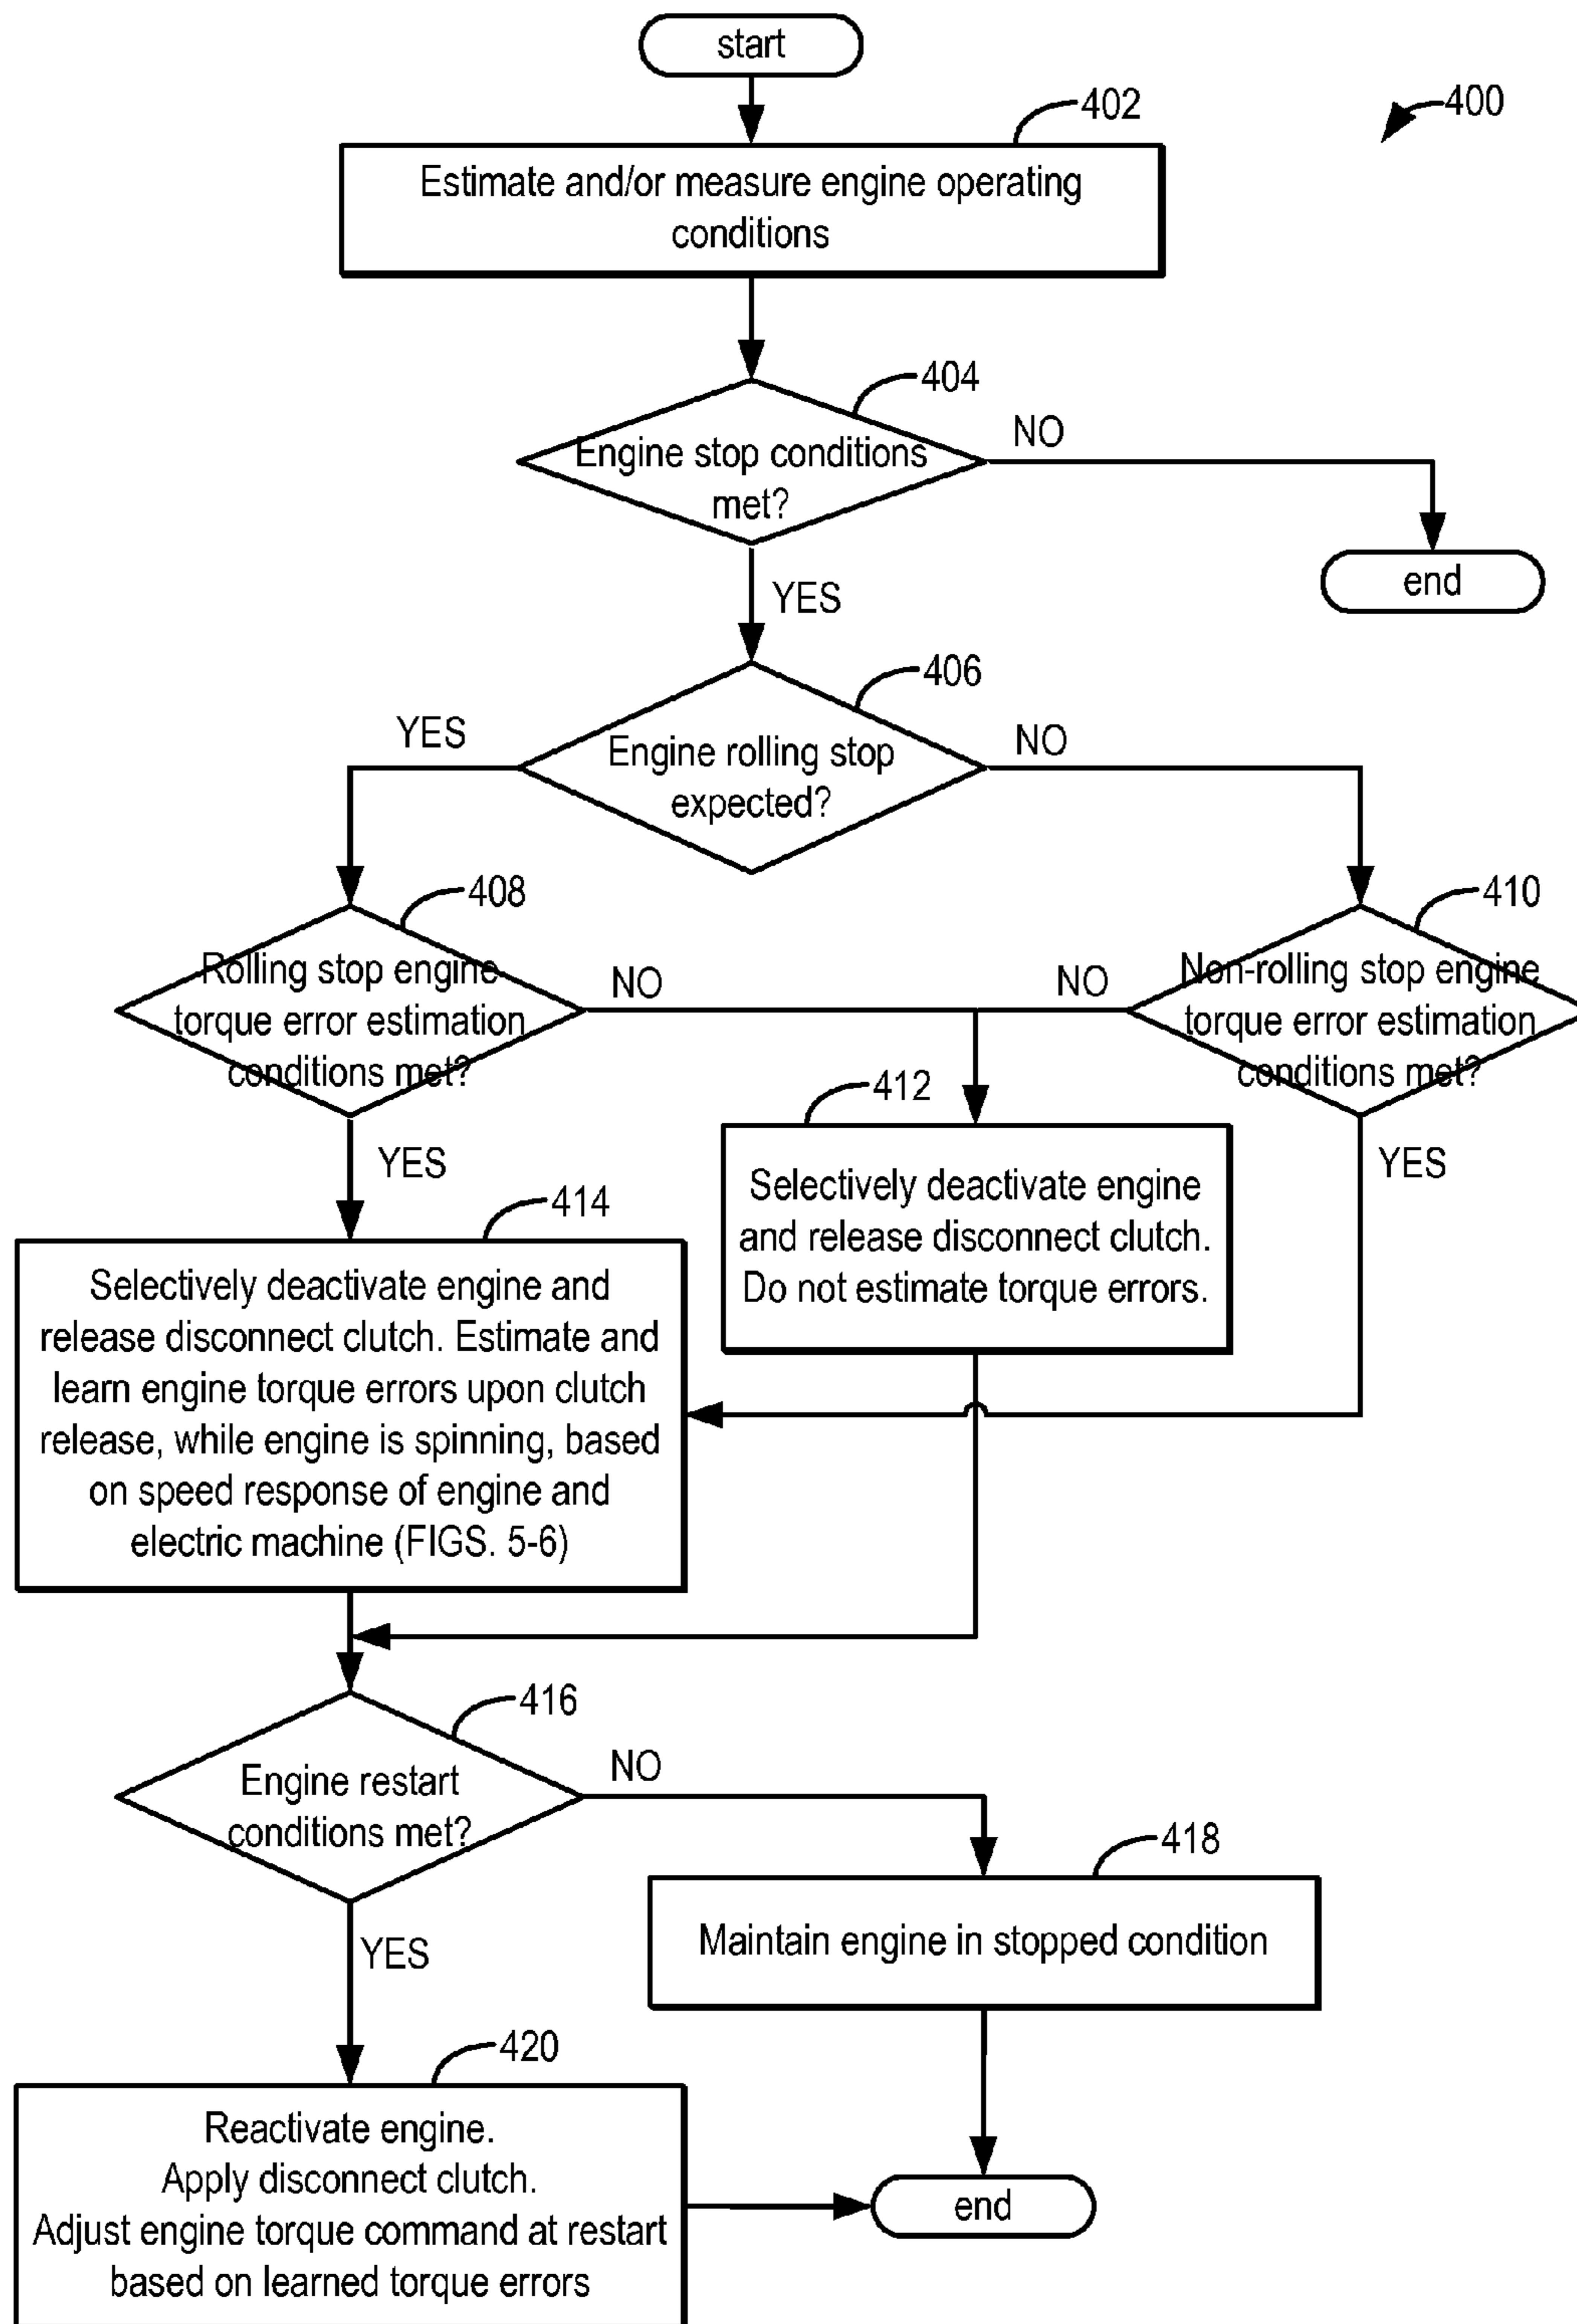 start
402
400
Estimate and/or measure engine operating
conditions
404
NO
Engine stop conditions
met?
end
YES
406
YES
NO
Engine rolling stop
expected?
408
410
Rolling stop engine
torque error estimation
conditions met?
NO
NO
Non-rolling stop engine
torque error estimation
conditions met?
412
YES
YES
Selectively deactivate engine
and release disconnect clutch.
Do not estimate torque errors.
414
Selectively deactivate engine and
release disconnect clutch. Estimate and
learn engine torque errors upon clutch
release, while engine is spinning, based
on speed response of engine and
electric machine (FIGS. 5-6)
416
NO
Engine restart
conditions met?
418
YES
Maintain engine in stopped condition
420
Reactivate engine.
Apply disconnect clutch.
Adjust engine torque command at restart
based on learned torque errors
end